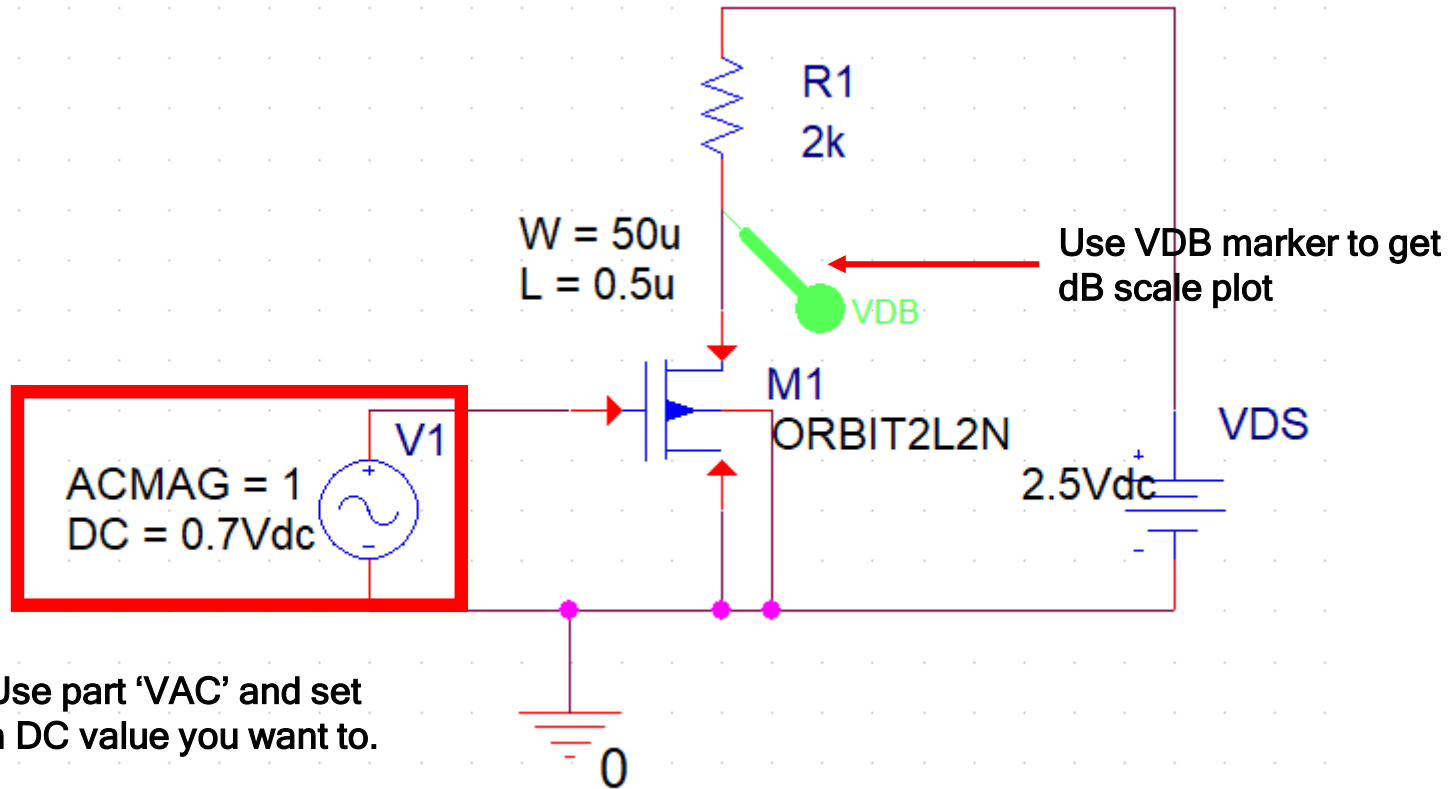 R1
2k
W = 50u
L = 0.5u
Use VDB marker to get
dB scale plot
VDB
M1
ORBIT2L2N
VDS
2.5Vdc
+
-
V1
ACMAG = 1
DC = 0.7Vdc
+
-
Use part ‘VAC’ and set
DC value you want to.
0